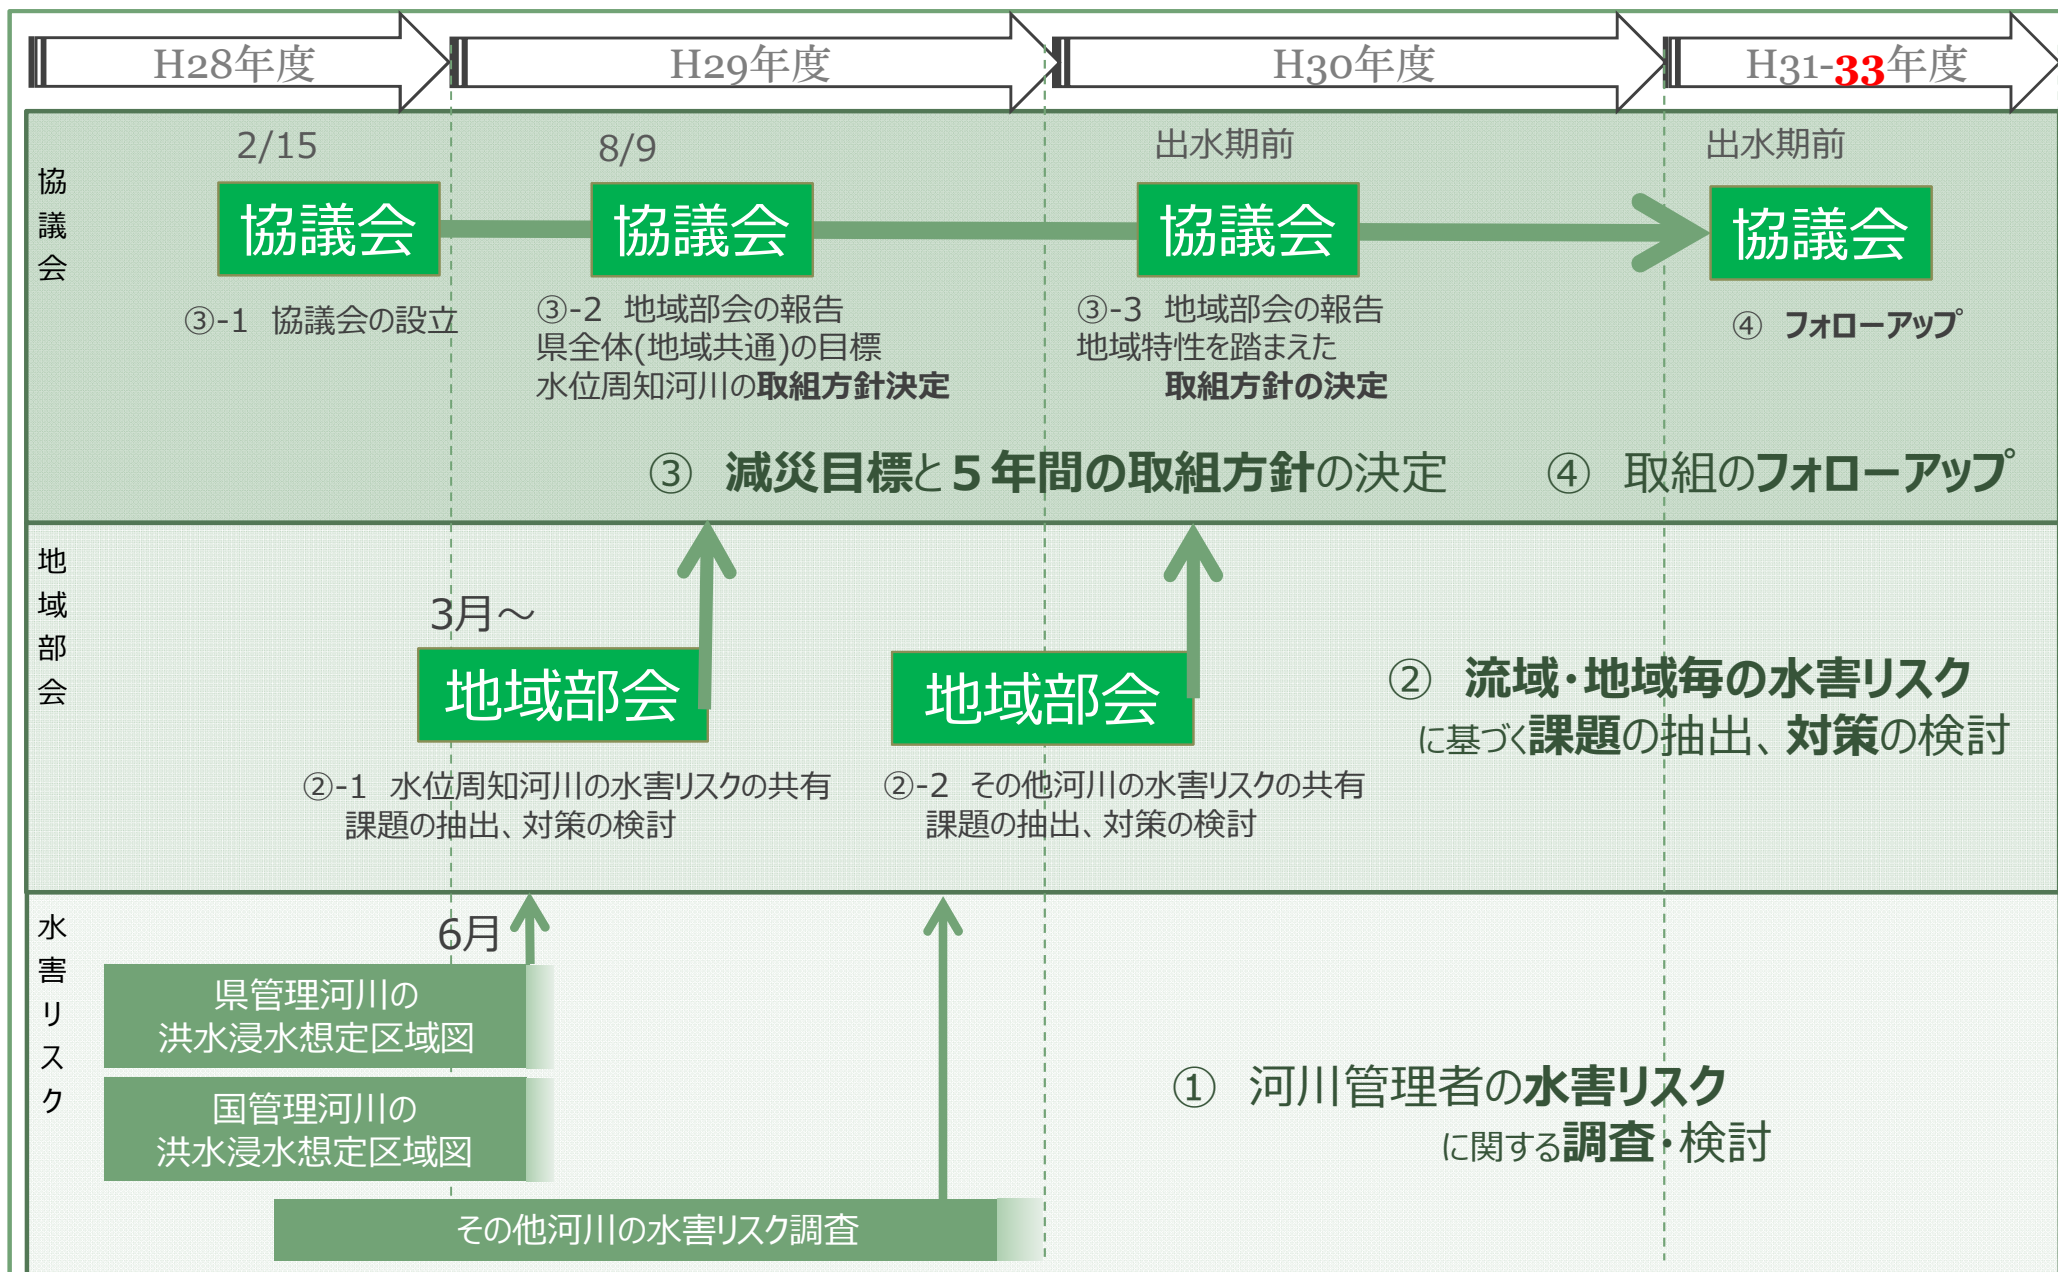 H28年度
H29年度
H30年度
H31-33年度
協議会
2/15
8/9
出水期前
出水期前
協議会
協議会
協議会
協議会
③-1 協議会の設立
③-2 地域部会の報告
県全体(地域共通)の目標
水位周知河川の取組方針決定
③-3 地域部会の報告
地域特性を踏まえた
取組方針の決定
④ フォローアップ
③ 減災目標と5年間の取組方針の決定
④ 取組のフォローアップ
地域部会
3月～
地域部会
地域部会
②-1 水位周知河川の水害リスクの共有
課題の抽出、対策の検討
②-2 その他河川の水害リスクの共有
課題の抽出、対策の検討
② 流域・地域毎の水害リスク
に基づく課題の抽出、対策の検討
水害リスク
6月
県管理河川の
洪水浸水想定区域図
国管理河川の
洪水浸水想定区域図
その他河川の水害リスク調査
① 河川管理者の水害リスク
に関する調査・検討